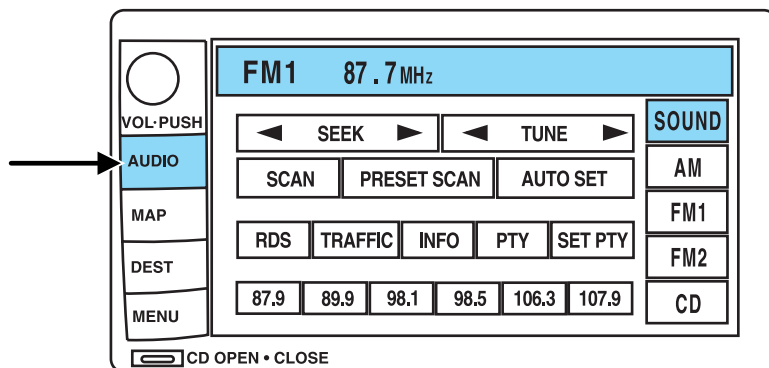 FM1 87.7 MHz
VOL·PUSH
AUDIO
MAP
DEST
MENU
◄ SEEK ► ◄ TUNE ►
SCAN PRESET SCAN AUTO SET
RDS TRAFFIC INFO PTY SET PTY
87.9 89.9 98.1 98.5 106.3 107.9
SOUND
AM
FM1
FM2
CD
CD OPEN • CLOSE